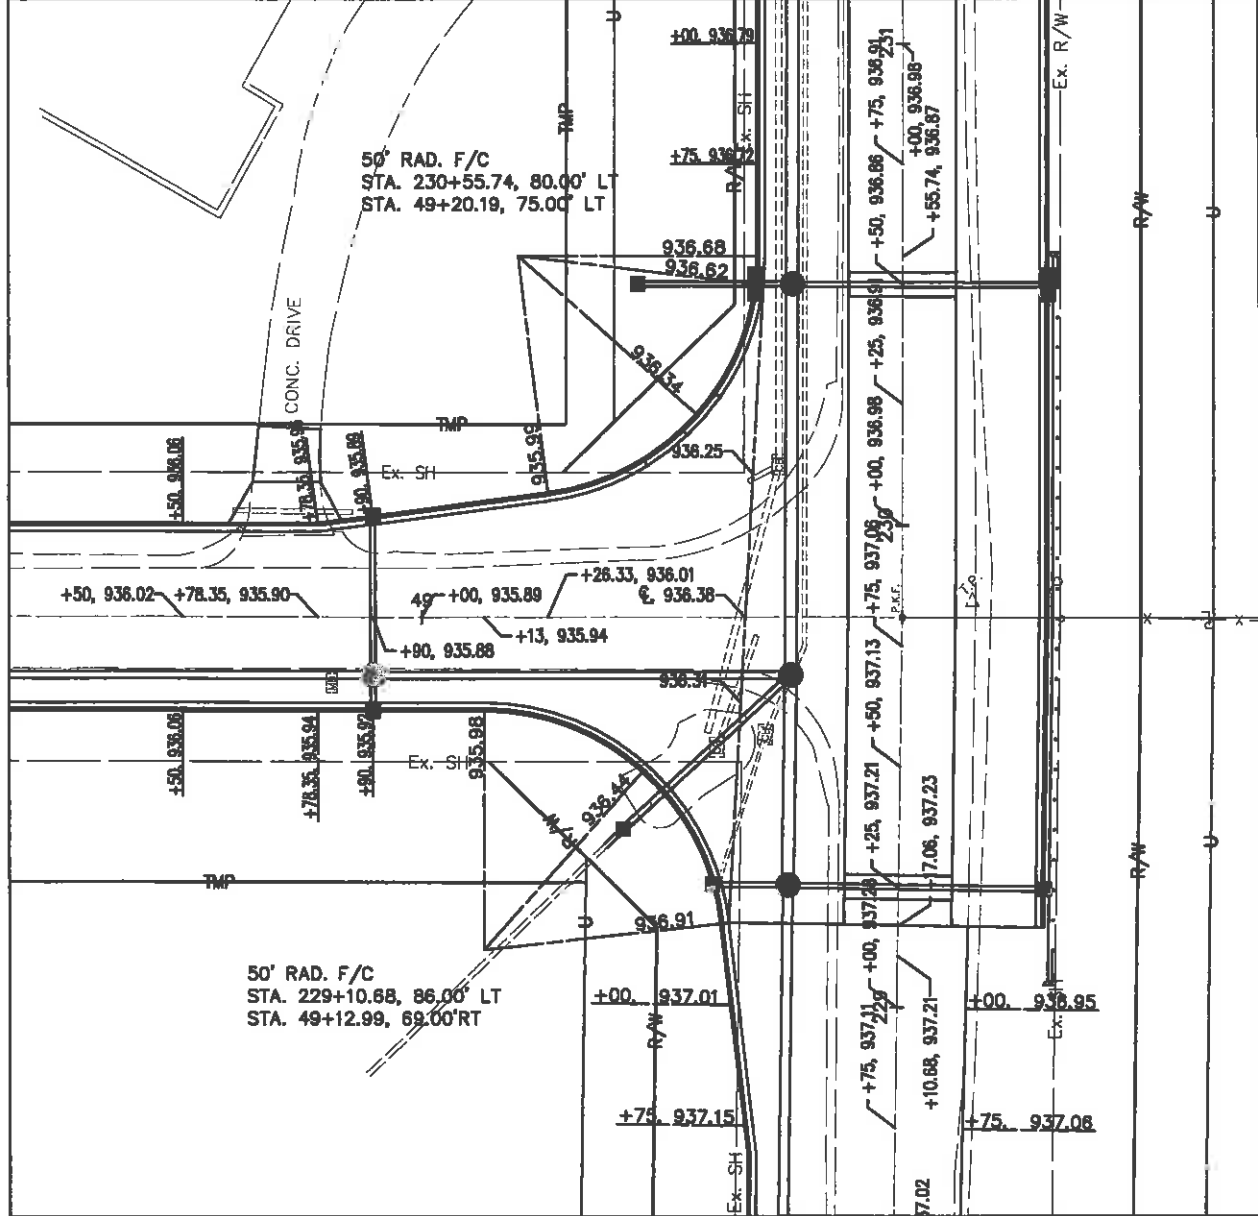 U
+00. 936.79
Ex. R/W
231
+50, 936.86
+75, 936.91
+00, 936.98
+55.74, 936.87
TMP
R/W
Ex. SH
+75. 936.72
50' RAD. F/C
STA. 230+55.74, 80.00' LT
STA. 49+20.19, 75.00' LT
R/W
U
936.68
936.62
+25, 936.91
CONC. DRIVE
936.34
TMP
+50, 936.06
+78.35, 935.95
+90, 935.89
Ex. SH
935.99
936.25
+00, 936.98
230
+75, 937.06
+50, 936.02
+78.35, 935.90
49
+00, 935.89
+26.33, 936.01
℄ 936.38
P.K.F.
+13, 935.94
+90, 935.88
+50, 937.13
936.31
+50, 936.06
+78.35, 935.94
+90, 935.92
Ex. SH
935.98
936.44
R/W
+25, 937.21
937.23
R/W
U
TMP
U
936.91
+00, 937.28
50' RAD. F/C
STA. 229+10.68, 86.00' LT
STA. 49+12.99, 69.00'RT
+00. 937.01
R/W
229
+75, 937.11
+10.68, 937.21
+00. 936.95
+75. 937.15
+75. 937.06
Ex. SH